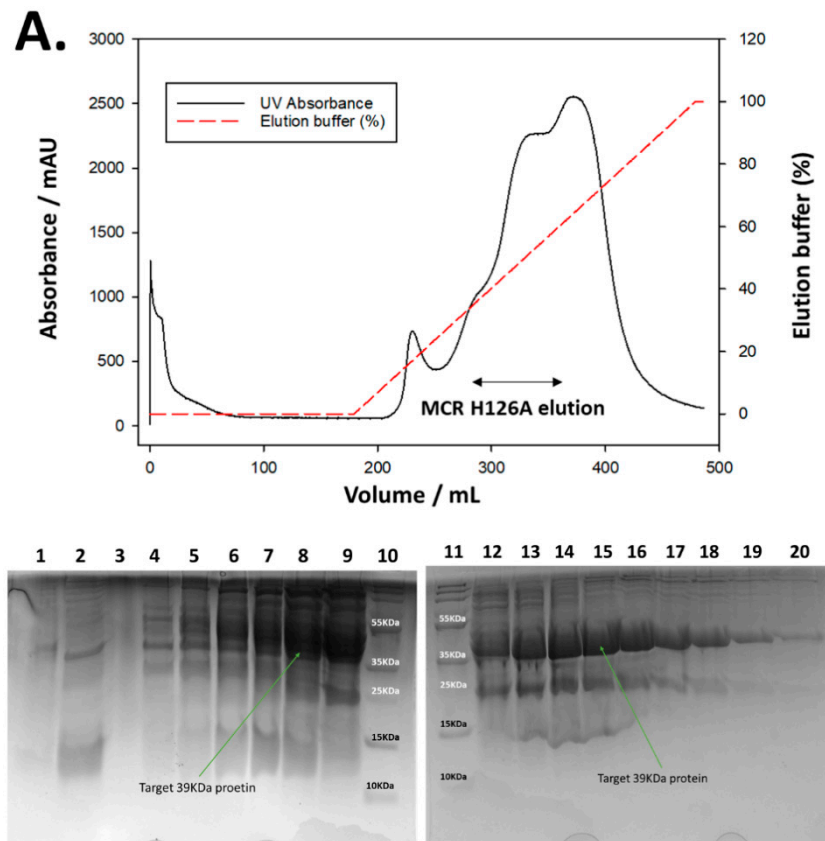 A.
3000
2500
2000
1500
1000
500
0
Absorbance / mAU
UV Absorbance
Elution buffer (%)
MCR H126A elution
120
100
80
60
40
20
0
Elution buffer (%)
0 100 200 300 400 500
Volume / mL
1 2 3 4 5 6 7 8 9 10
55KDa
35KDa
25KDa
15KDa
10KDa
Target 39KDa proetin
11 12 13 14 15 16 17 18 19 20
55KDa
35KDa
25KDa
15KDa
10KDa
Target 39KDa protein